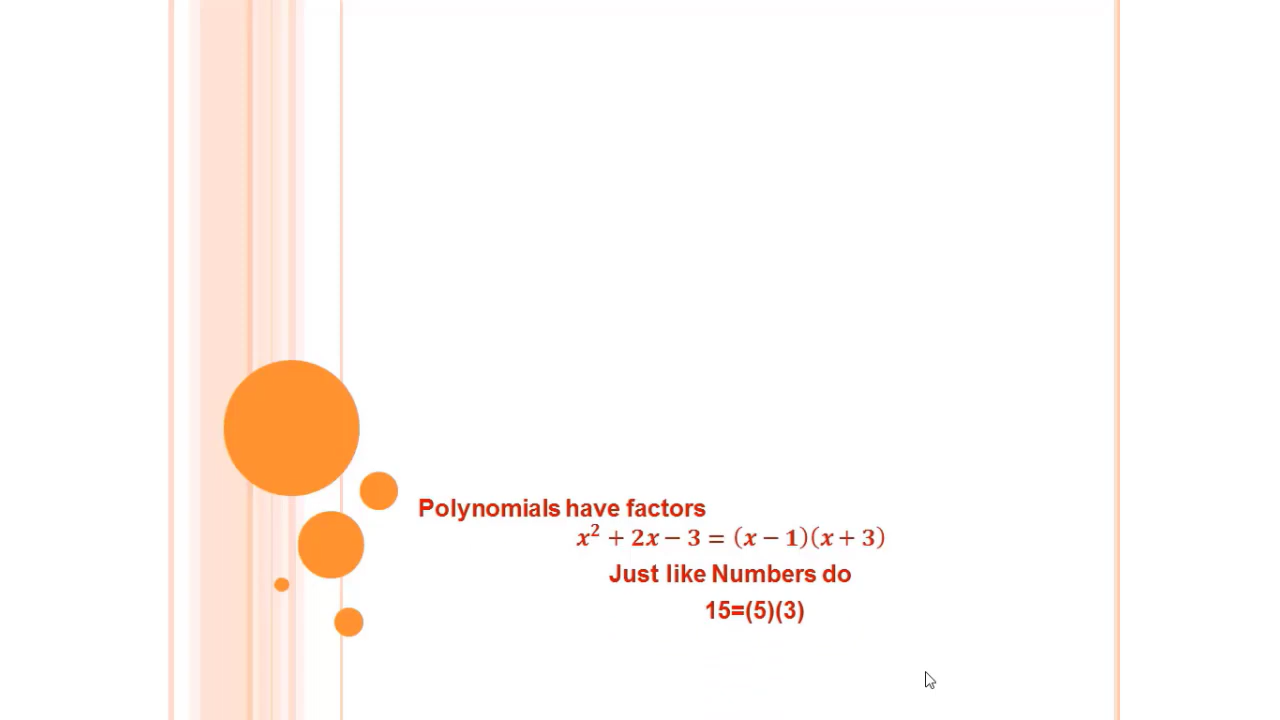 Polynomials have factors
x² + 2x − 3 = (x − 1)(x + 3)
Just like Numbers do
15=(5)(3)